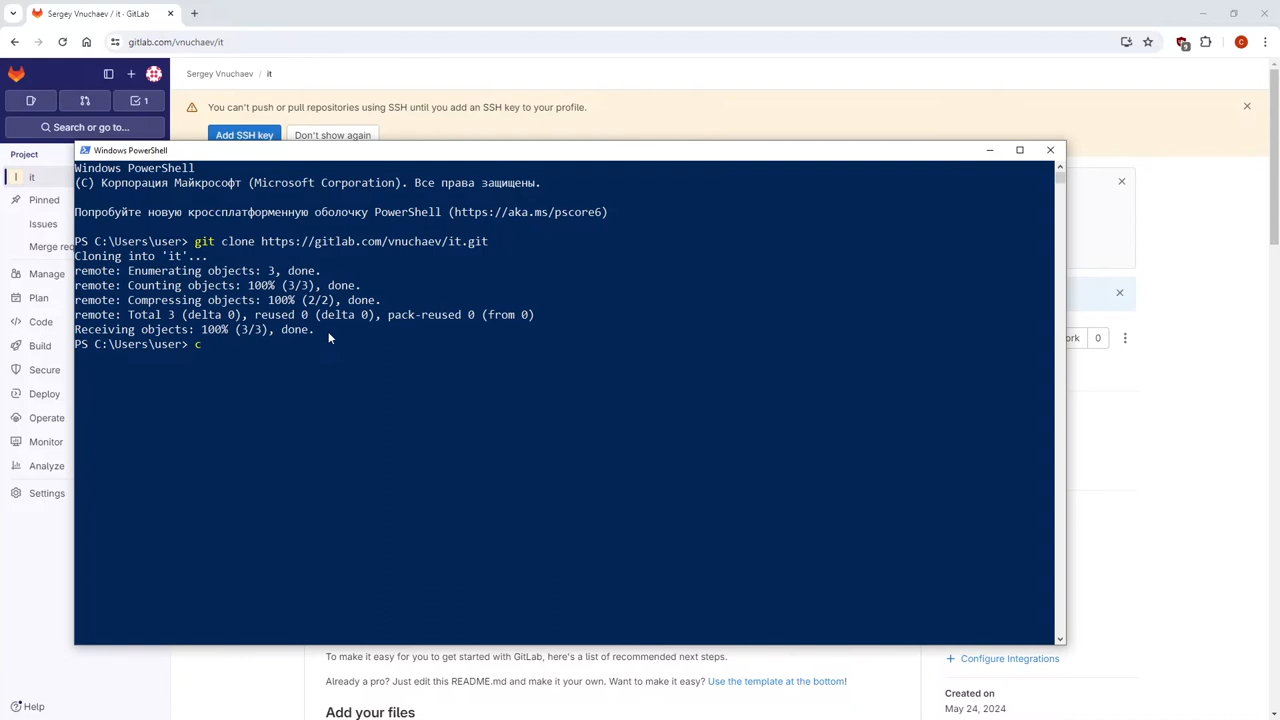 Sergey Vnuchaev / it · GitLab
gitlab.com/vnuchaev/it
9
C
Sergey Vnuchaev / it
1
You can't push or pull repositories using SSH until you add an SSH key to your profile.
Search or go to...
Add SSH key
Don't show again
Project
Windows PowerShell
Windows PowerShell
(C) Корпорация Майкрософт (Microsoft Corporation). Все права защищены.
Попробуйте новую кроссплатформенную оболочку PowerShell (https://aka.ms/pscore6)
PS C:\Users\user> git clone https://gitlab.com/vnuchaev/it.git
Cloning into 'it'...
remote: Enumerating objects: 3, done.
remote: Counting objects: 100% (3/3), done.
remote: Compressing objects: 100% (2/2), done.
remote: Total 3 (delta 0), reused 0 (delta 0), pack-reused 0 (from 0)
Receiving objects: 100% (3/3), done.
PS C:\Users\user> c
I it
Pinned
Issues
Merge req
Manage
Plan
Code
Build
Secure
Deploy
Operate
Monitor
Analyze
Settings
Help
ork 0
To make it easy for you to get started with GitLab, here's a list of recommended next steps.
Already a pro? Just edit this README.md and make it your own. Want to make it easy? Use the template at the bottom!
Add your files
Configure Integrations
Created on
May 24, 2024